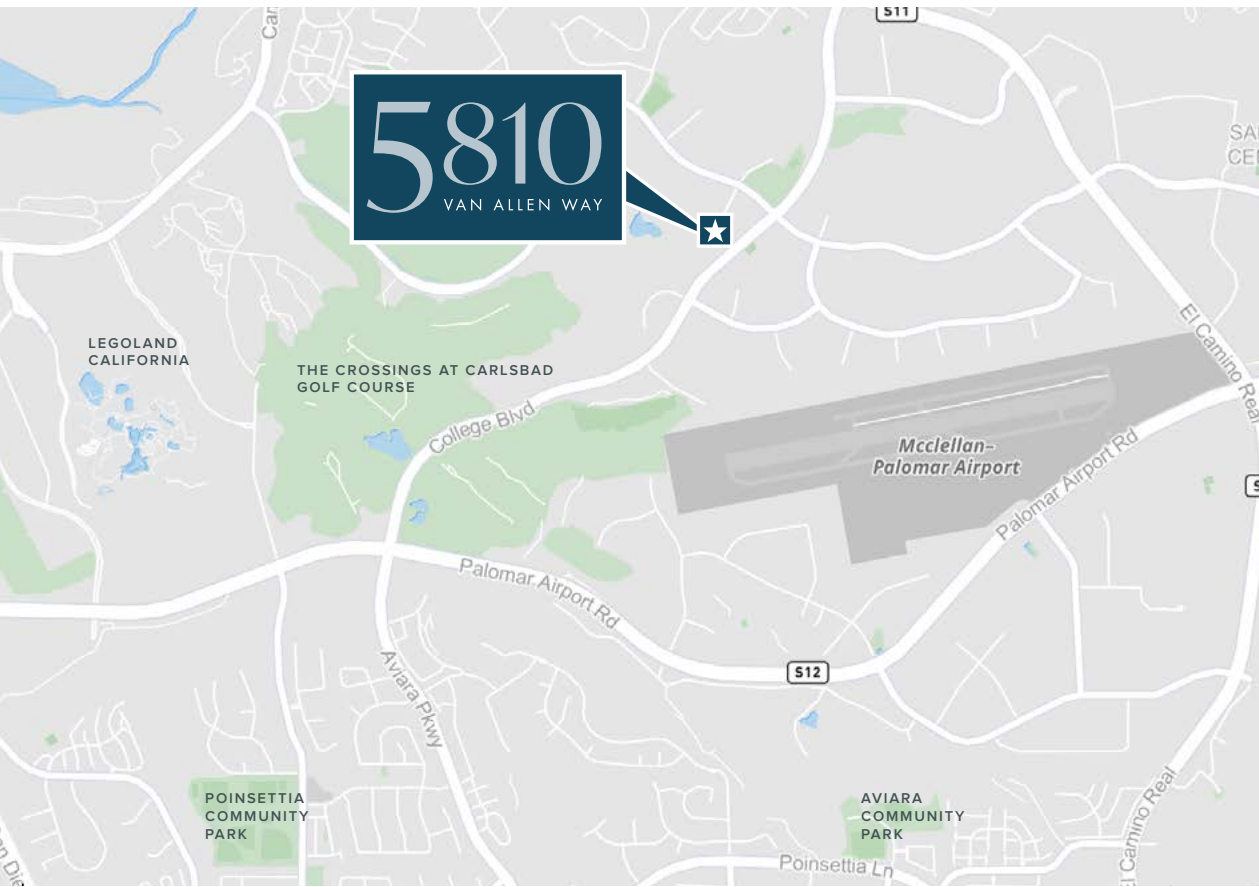 S11
5810
VAN ALLEN WAY
LEGOLAND
CALIFORNIA
THE CROSSINGS AT CARLSBAD
GOLF COURSE
College Blvd
El Camino Real
Mcclellan–
Palomar Airport
Palomar Airport Rd
Palomar Airport Rd
S12
Aviara Pkwy
POINSETTIA
COMMUNITY
PARK
AVIARA
COMMUNITY
PARK
El Camino Real
Poinsettia Ln